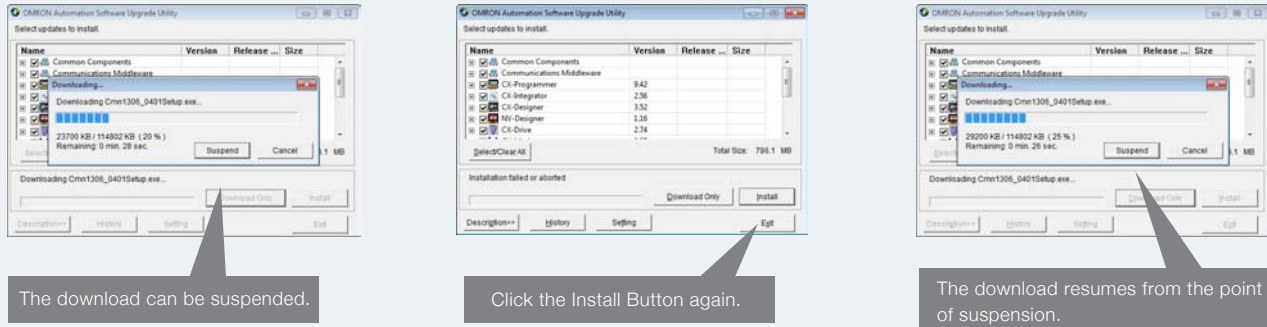 OMRON Automation Software Upgrade Utility
Select updates to install.
Name Version Release ... Size
Common Components
Communications Middleware
Downloading...
Downloading Cmn1306_0401Setup exe...
23700 KB / 114802 KB ( 20 % )
Remaining: 0 min. 28 sec.
Suspend Cancel
.1 MB
Downloading Cmn1306_0401Setup exe...
Download Only Install
Description>> History Setting Exit
The download can be suspended.
OMRON Automation Software Upgrade Utility
Select updates to install.
Name Version Release ... Size
Common Components
Communications Middleware
CX-Programmer 9.42
CX-Integrator 2.56
CX-Designer 3.52
NV-Designer 1.16
CX-Drive 2.74
Select/Clear All Total Size: 786.1 MB
Installation failed or aborted
Download Only Install
Description>> History Setting Exit
Click the Install Button again.
OMRON Automation Software Upgrade Utility
Select updates to install.
Name Version Release ... Size
Common Components
Communications Middleware
Downloading...
Downloading Cmn1306_0401Setup exe...
29200 KB / 114802 KB ( 25 % )
Remaining: 0 min. 26 sec.
Suspend Cancel
.1 MB
Downloading Cmn1306_0401Setup exe...
Download Only Install
Description>> History Setting Exit
The download resumes from the point
of suspension.